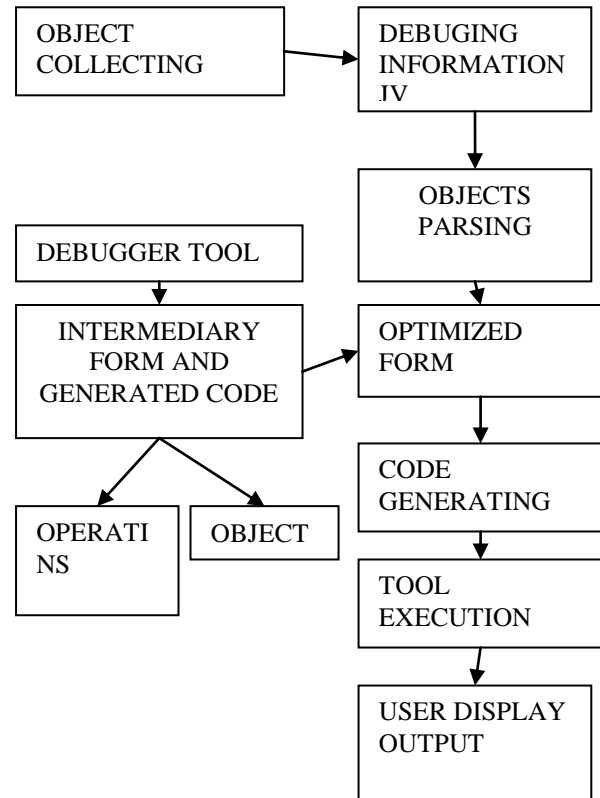 OBJECT
COLLECTING
DEBUGING
INFORMATION
JV
OBJECTS
PARSING
DEBUGGER TOOL
INTERMEDIARY
FORM AND
GENERATED CODE
OPTIMIZED
FORM
CODE
GENERATING
OPERATI
NS
OBJECT
TOOL
EXECUTION
USER DISPLAY
OUTPUT